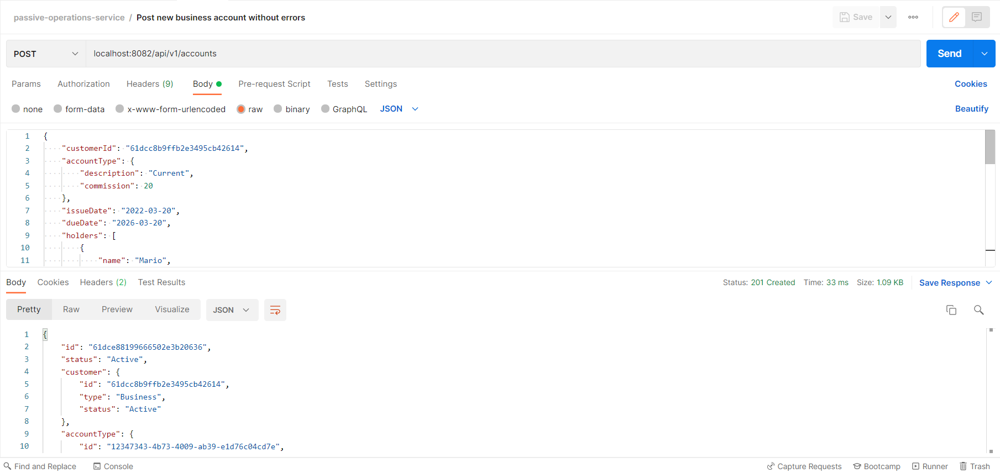 passive-operations-service / Post new business account without errors
Save
POST
localhost:8082/api/v1/accounts
Send
Params Authorization Headers (9) Body Pre-request Script Tests Settings Cookies
none form-data x-www-form-urlencoded raw binary GraphQL JSON Beautify
1 {
2 "customerId": "61dcc8b9ffb2e3495cb42614",
3 "accountType": {
4 "description": "Current",
5 "commission": 20
6 },
7 "issueDate": "2022-03-20",
8 "dueDate": "2026-03-20",
9 "holders": [
10 {
11 "name": "Mario",
Body Cookies Headers (2) Test Results Status: 201 Created Time: 33 ms Size: 1.09 KB Save Response
Pretty Raw Preview Visualize JSON
1 {
2 "id": "61dce88199666502e3b20636",
3 "status": "Active",
4 "customer": {
5 "id": "61dcc8b9ffb2e3495cb42614",
6 "type": "Business",
7 "status": "Active"
8 },
9 "accountType": {
10 "id": "12347343-4b73-4009-ab39-e1d76c04cd7e",
Find and Replace Console Capture Requests Bootcamp Runner Trash